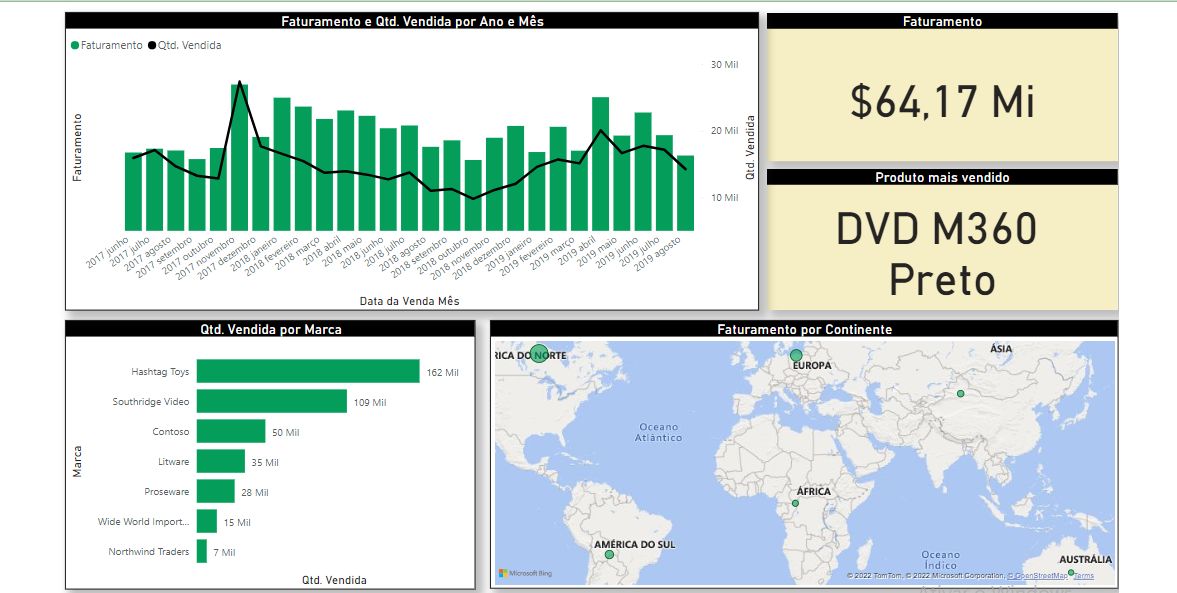 Faturamento e Qtd. Vendida por Ano e Mês
Faturamento Qtd. Vendida
Faturamento
30 Mil
20 Mil
10 Mil
Qtd. Vendida
2017 junho
2017 julho
2017 agosto
2017 setembro
2017 outubro
2017 novembro
2017 dezembro
2018 janeiro
2018 fevereiro
2018 março
2018 abril
2018 maio
2018 junho
2018 julho
2018 agosto
2018 setembro
2018 outubro
2018 novembro
2018 dezembro
2019 janeiro
2019 fevereiro
2019 março
2019 abril
2019 maio
2019 junho
2019 julho
2019 agosto
Data da Venda Mês
Faturamento
$64,17 Mi
Produto mais vendido
DVD M360
Preto
Qtd. Vendida por Marca
Marca
Hashtag Toys 162 Mil
Southridge Video 109 Mil
Contoso 50 Mil
Litware 35 Mil
Proseware 28 Mil
Wide World Import... 15 Mil
Northwind Traders 7 Mil
Qtd. Vendida
Faturamento por Continente
RICA DO NORTE
EUROPA
ÁSIA
Oceano
Atlântico
ÁFRICA
AMÉRICA DO SUL
Oceano
Índico
AUSTRÁLIA
Microsoft Bing
© 2022 TomTom, © 2022 Microsoft Corporation, © OpenStreetMap Terms